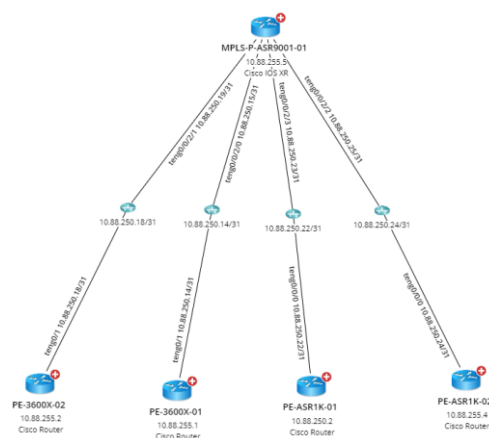 MPLS-P-ASR9001-01
10.88.255.5
Cisco IOS XR
teng0/0/2/1 10.88.250.19/31
teng0/0/2/0 10.88.250.15/31
teng0/0/2/3 10.88.250.23/31
teng0/0/2/2 10.88.250.25/31
10.88.250.18/31
10.88.250.14/31
10.88.250.22/31
10.88.250.24/31
teng0/1 10.88.250.18/31
teng0/1 10.88.250.14/31
teng0/0/0 10.88.250.22/31
teng0/0/0 10.88.250.24/31
PE-3600X-02
10.88.255.2
Cisco Router
PE-3600X-01
10.88.255.1
Cisco Router
PE-ASR1K-01
10.88.250.2
Cisco Router
PE-ASR1K-02
10.88.255.4
Cisco Router